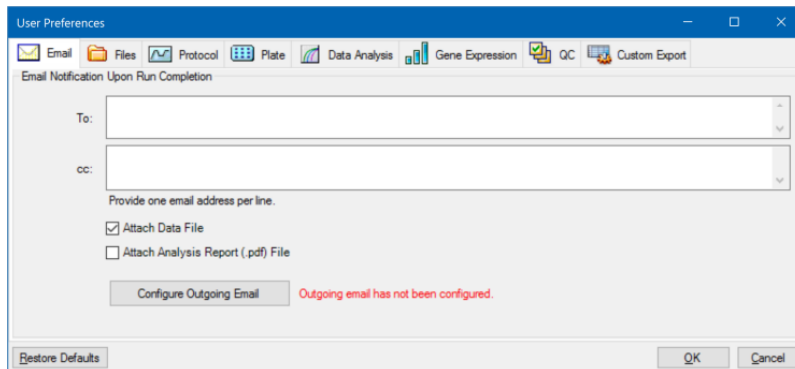 User Preferences
Email Files Protocol Plate Data Analysis Gene Expression QC Custom Export
Email Notification Upon Run Completion
To:
cc:
Provide one email address per line.
Attach Data File
Attach Analysis Report (.pdf) File
Configure Outgoing Email Outgoing email has not been configured.
Restore Defaults OK Cancel